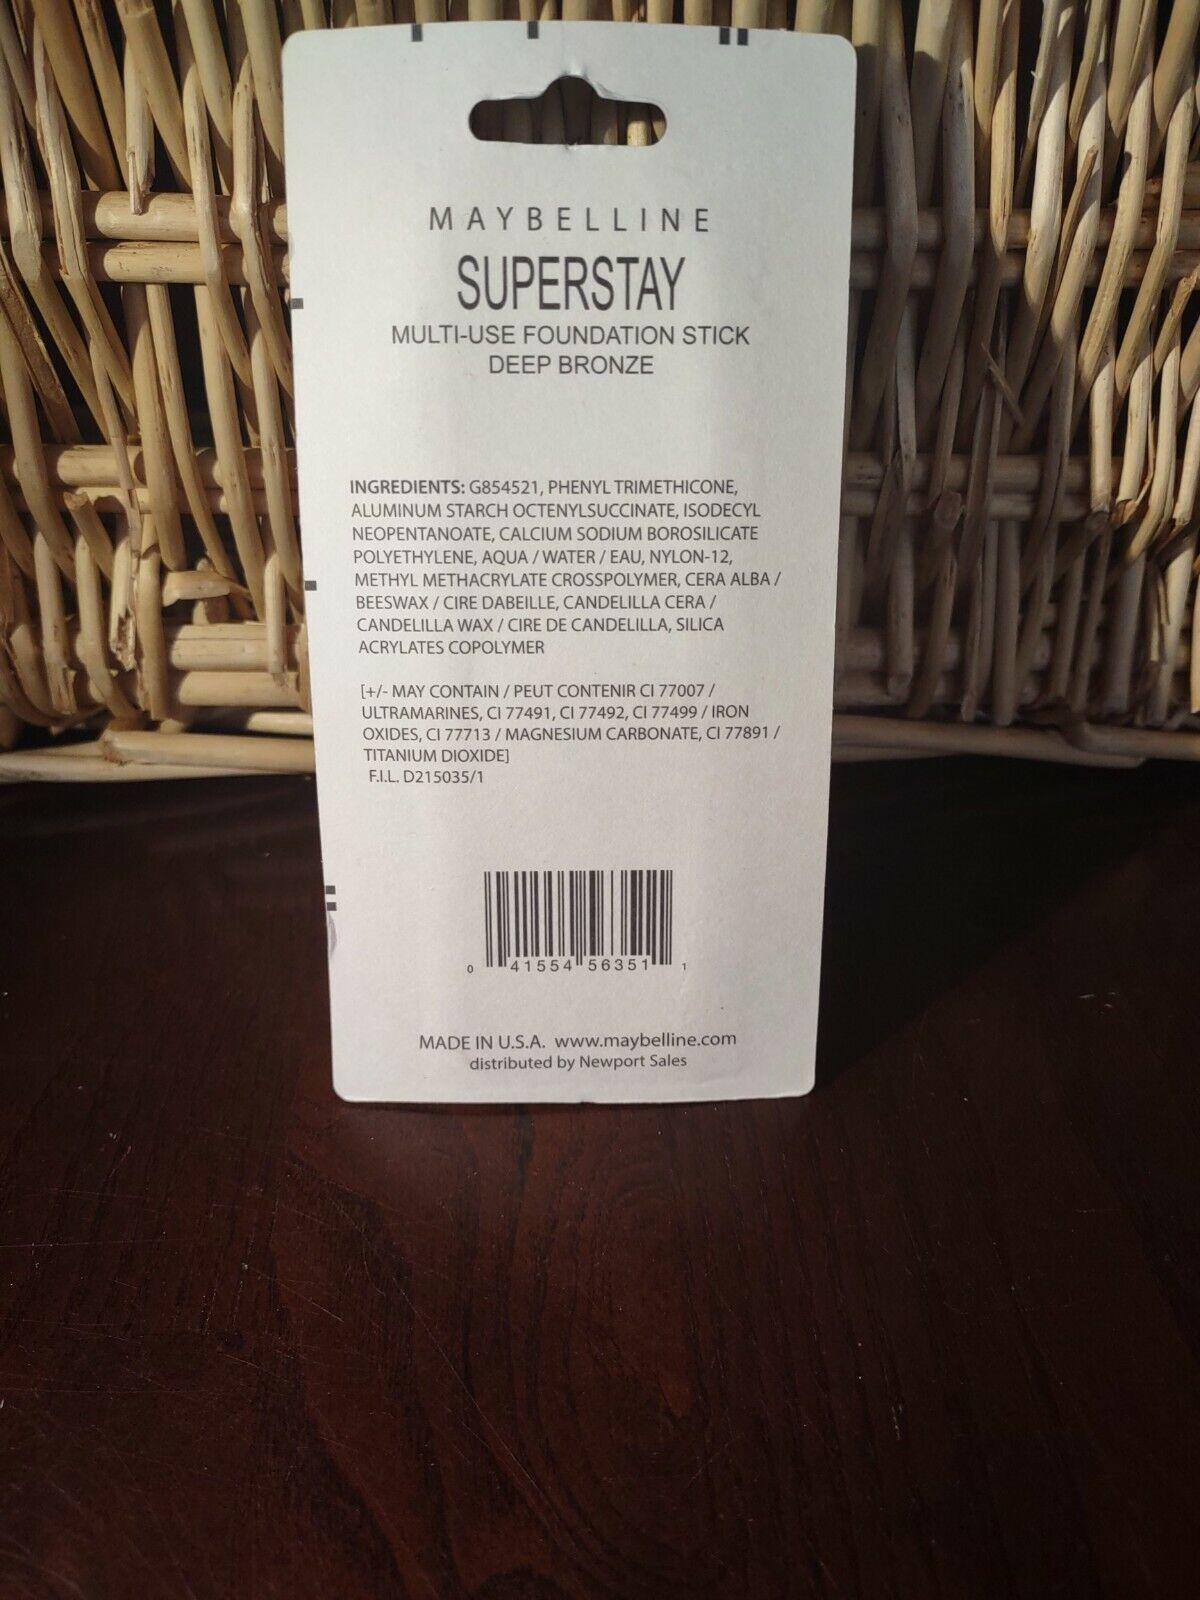 MAYBELLINE
SUPERSTAY
MULTI-USE FOUNDATION STICK
DEEP BRONZE
INGREDIENTS: G854521, PHENYL TRIMETHICONE,
ALUMINUM STARCH OCTENYLSUCCINATE, ISODECYL
NEOPENTANOATE, CALCIUM SODIUM BOROSILICATE
POLYETHYLENE, AQUA / WATER / EAU, NYLON-12,
METHYL METHACRYLATE CROSSPOLYMER, CERA ALBA /
BEESWAX / CIRE DABEILLE, CANDELILLA CERA /
CANDELILLA WAX / CIRE DE CANDELILLA, SILICA
ACRYLATES COPOLYMER
[+/- MAY CONTAIN / PEUT CONTENIR CI 77007 /
ULTRAMARINES, CI 77491, CI 77492, CI 77499 / IRON
OXIDES, CI 77713 / MAGNESIUM CARBONATE, CI 77891 /
TITANIUM DIOXIDE]
F.I.L. D215035/1
0 41554 56351 1
MADE IN U.S.A. www.maybelline.com
distributed by Newport Sales